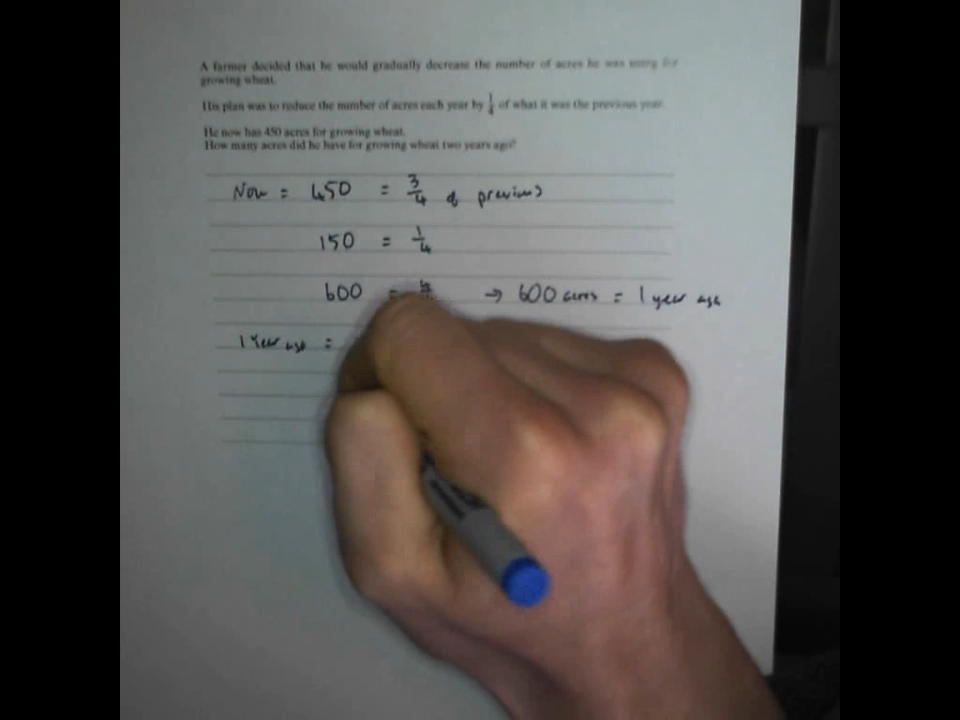 A farmer decided that he would gradually decrease the number of acres he was using for
growing wheat.
His plan was to reduce the number of acres each year by 1/4 of what it was the previous year.
He now has 450 acres for growing wheat.
How many acres did he have for growing wheat two years ago?
Now = 450 = 3/4 of previous
150 = 1/4
600 = → 600 acres = 1 year ago
1 Year ago =